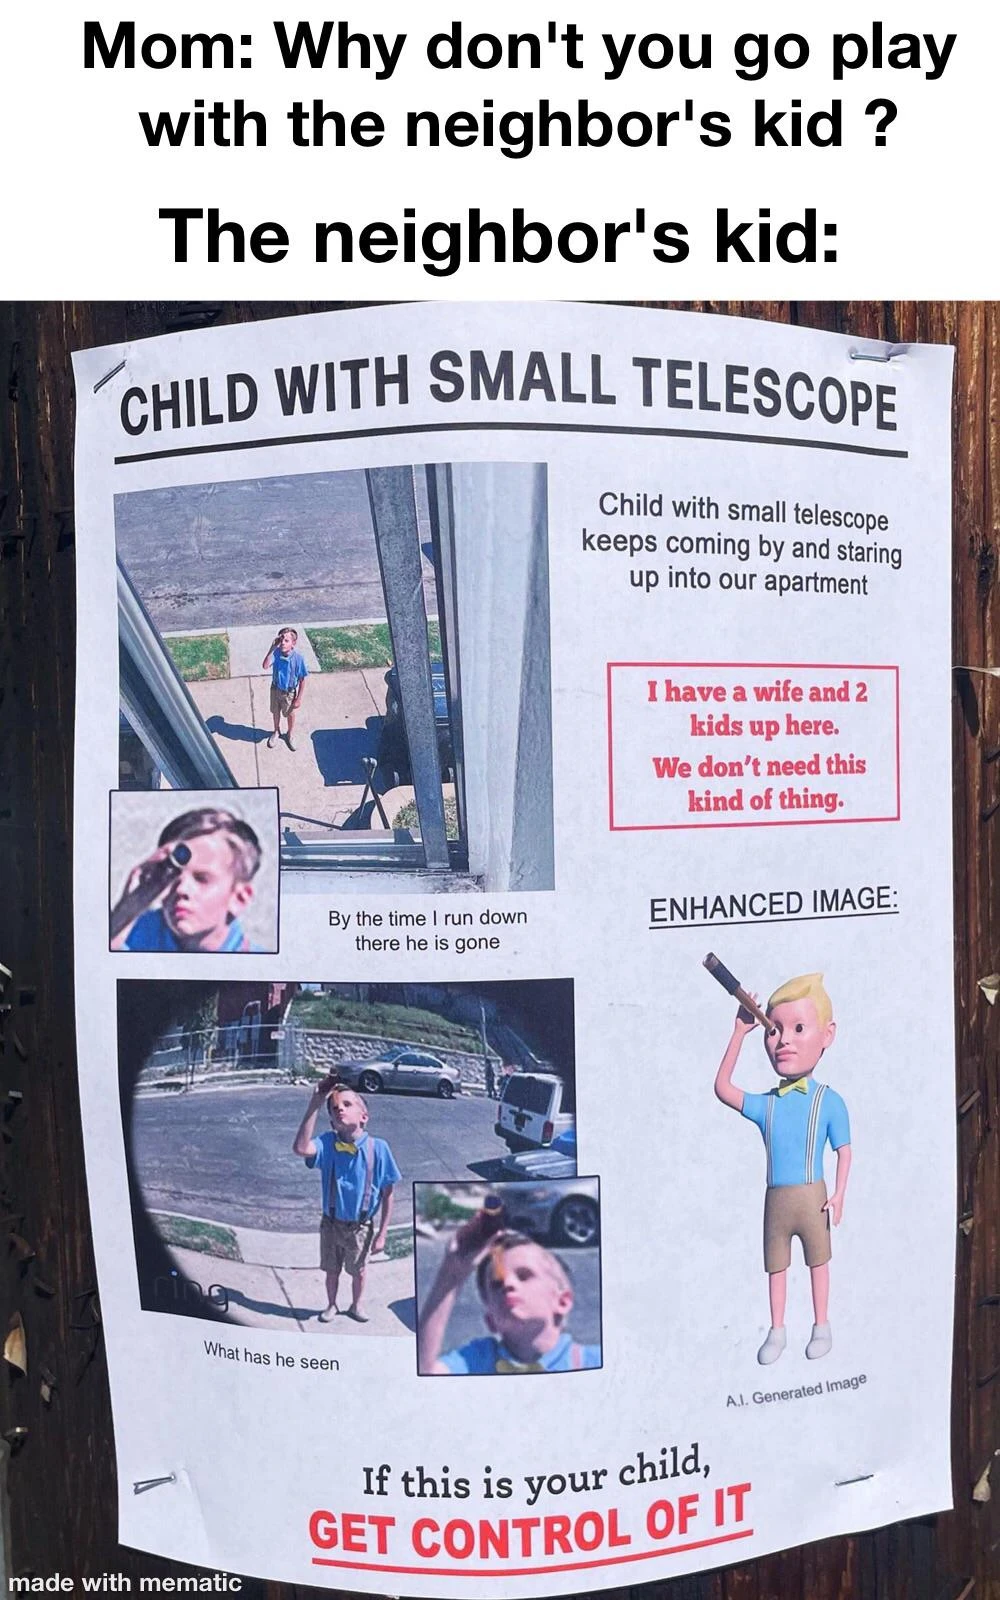 Mom: Why don't you go play
with the neighbor's kid ?
The neighbor's kid:
CHILD WITH SMALL TELESCOPE
Child with small telescope
keeps coming by and staring
up into our apartment
I have a wife and 2
kids up here.
We don't need this
kind of thing.
By the time I run down
there he is gone
ENHANCED IMAGE:
ring
What has he seen
A.I. Generated Image
If this is your child,
GET CONTROL OF IT
made with mematic